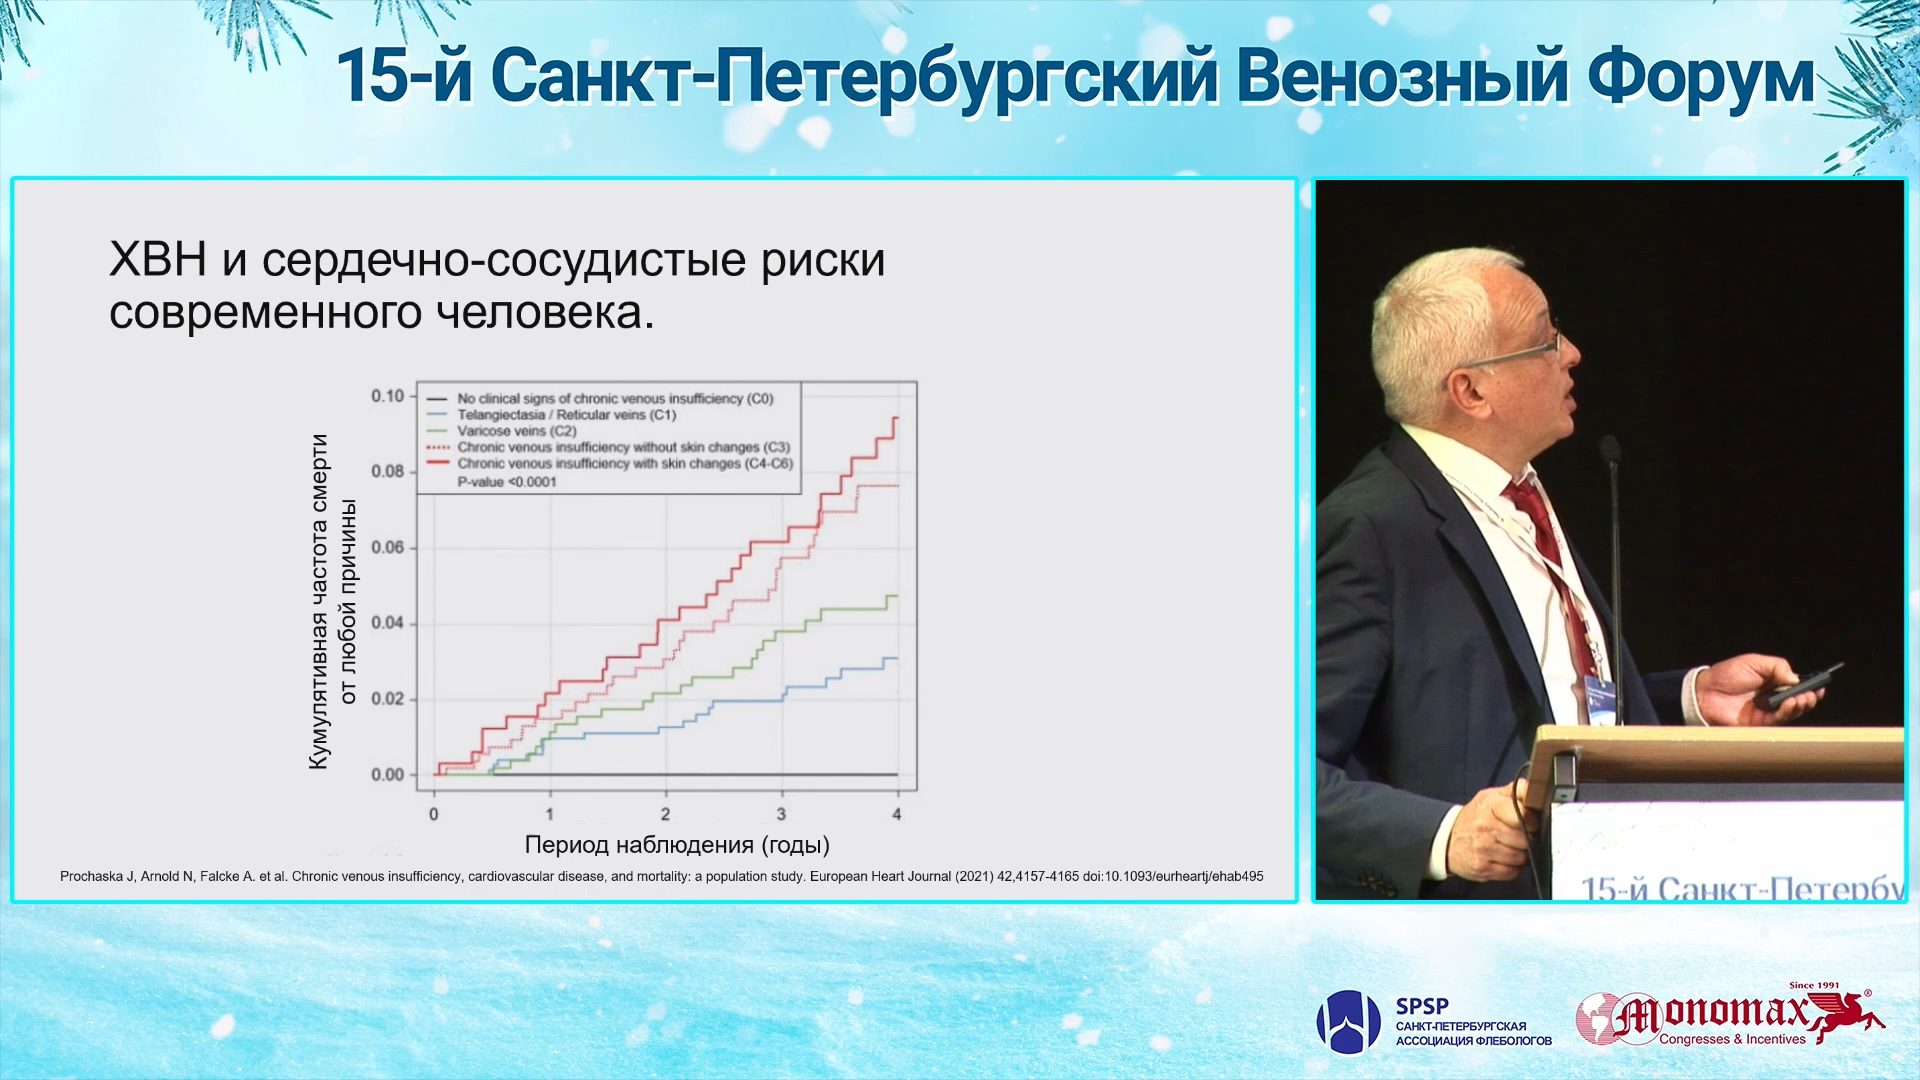 15-й Санкт-Петербургский Венозный Форум
ХВН и сердечно-сосудистые риски
современного человека.
Кумулятивная частота смерти
от любой причины
0.10
0.08
0.06
0.04
0.02
0.00
No clinical signs of chronic venous insufficiency (C0)
Telangiectasia / Reticular veins (C1)
Varicose veins (C2)
Chronic venous insufficiency without skin changes (C3)
Chronic venous insufficiency with skin changes (C4-C6)
P-value <0.0001
0 1 2 3 4
Период наблюдения (годы)
Prochaska J, Arnold N, Falcke A. et al. Chronic venous insufficiency, cardiovascular disease, and mortality: a population study. European Heart Journal (2021) 42,4157-4165 doi:10.1093/eurheartj/ehab495
15-й Санкт-Петербу
SPSP
САНКТ-ПЕТЕРБУРГСКАЯ
АССОЦИАЦИЯ ФЛЕБОЛОГОВ
Since 1991
Monomax®
Congresses & Incentives